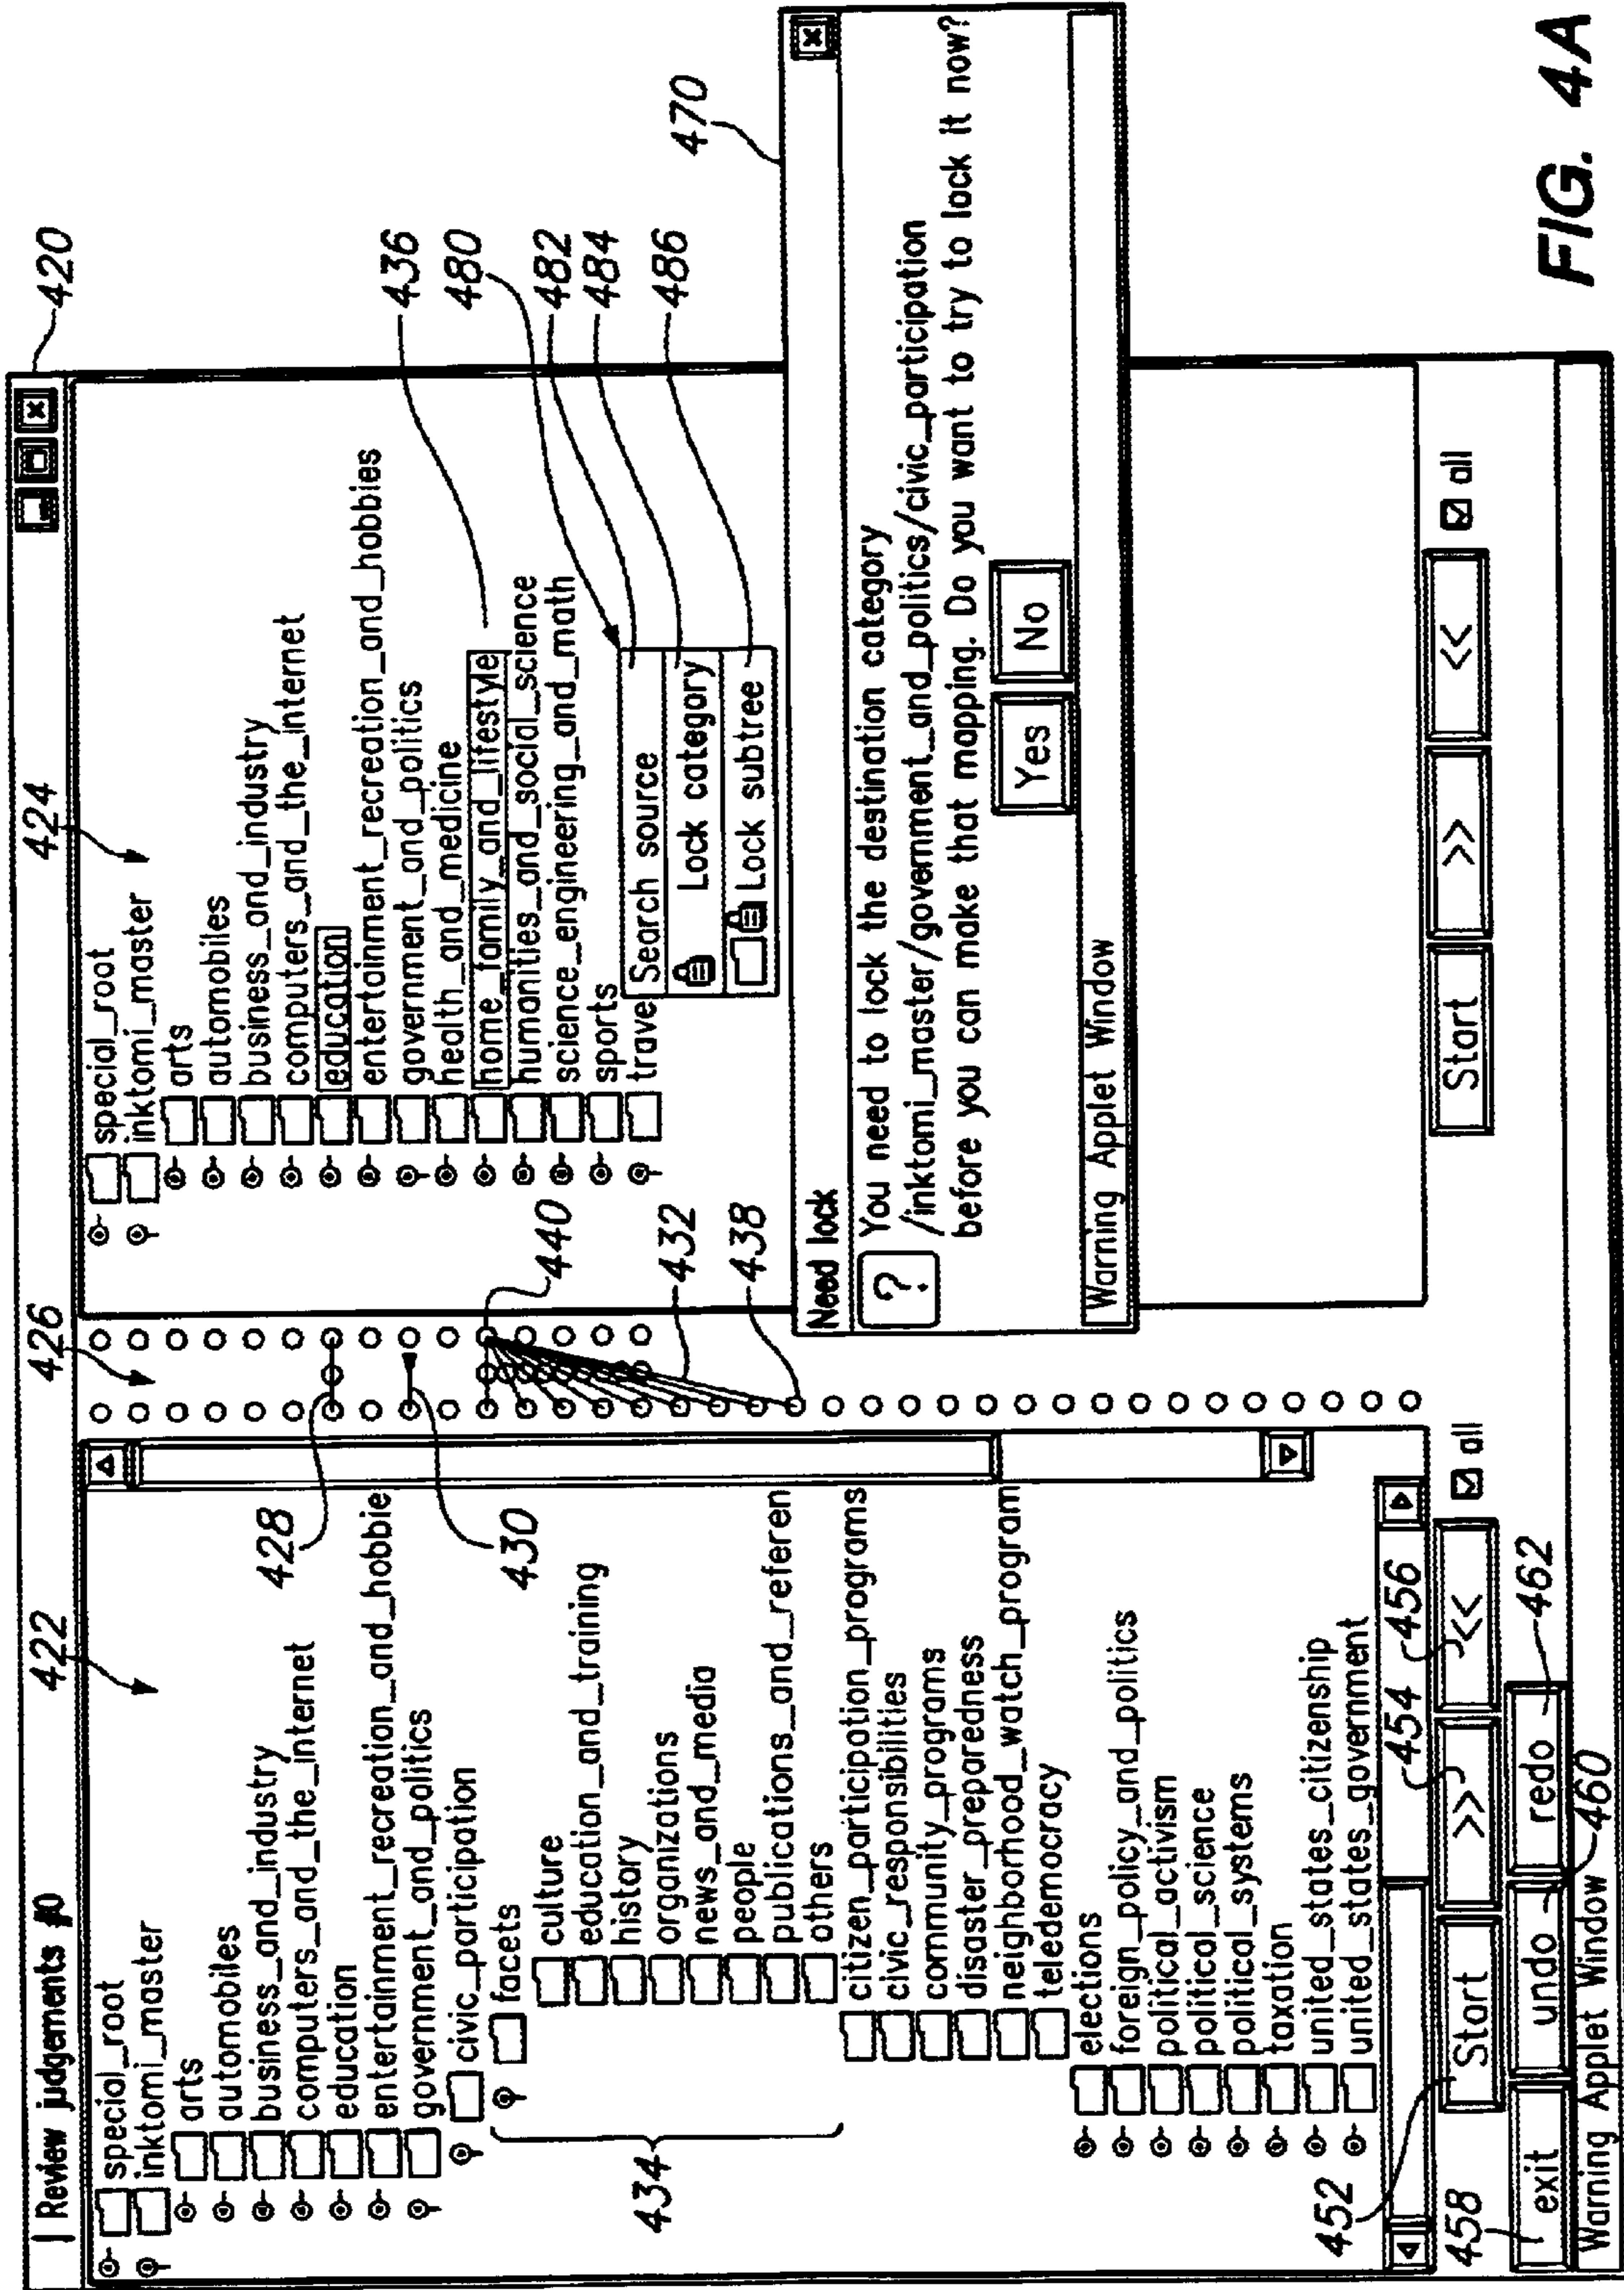 | Review judgements #0
420
422
426
424
special_root
inktomi_master
arts
automobiles
business_and_industry
computers_and_the_internet
education
entertainment_recreation_and_hobbie
government_and_politics
civic_participation
facets
culture
education_and_training
history
organizations
news_and_media
people
publications_and_referen
others
citizen_participation_programs
civic_responsibilities
community_programs
disaster_preparedness
neighborhood_watch_program
teledemocracy
elections
foreign_policy_and_politics
political_activism
political_science
political_systems
taxation
united_states_citizenship
united_states_government
434
428
430
440
432
438
special_root
inktomi_master
arts
automobiles
business_and_industry
computers_and_the_internet
education
entertainment_recreation_and_hobbies
government_and_politics
health_and_medicine
home_family_and_lifestyle
humanities_and_social_science
science_engineering_and_math
sports
trave
Search source
Lock category
Lock subtree
436
480
482
484
486
470
Need lock
?
You need to lock the destination category
/inktomi_master/government_and_politics/civic_participation
before you can make that mapping. Do you want to try to lock it now?
Yes
No
Warning Applet Window
452
454
456
Start
>>
<<
all
Start
>>
<<
all
458
exit
undo
redo
462
460
Warning Applet Window
FIG. 4A